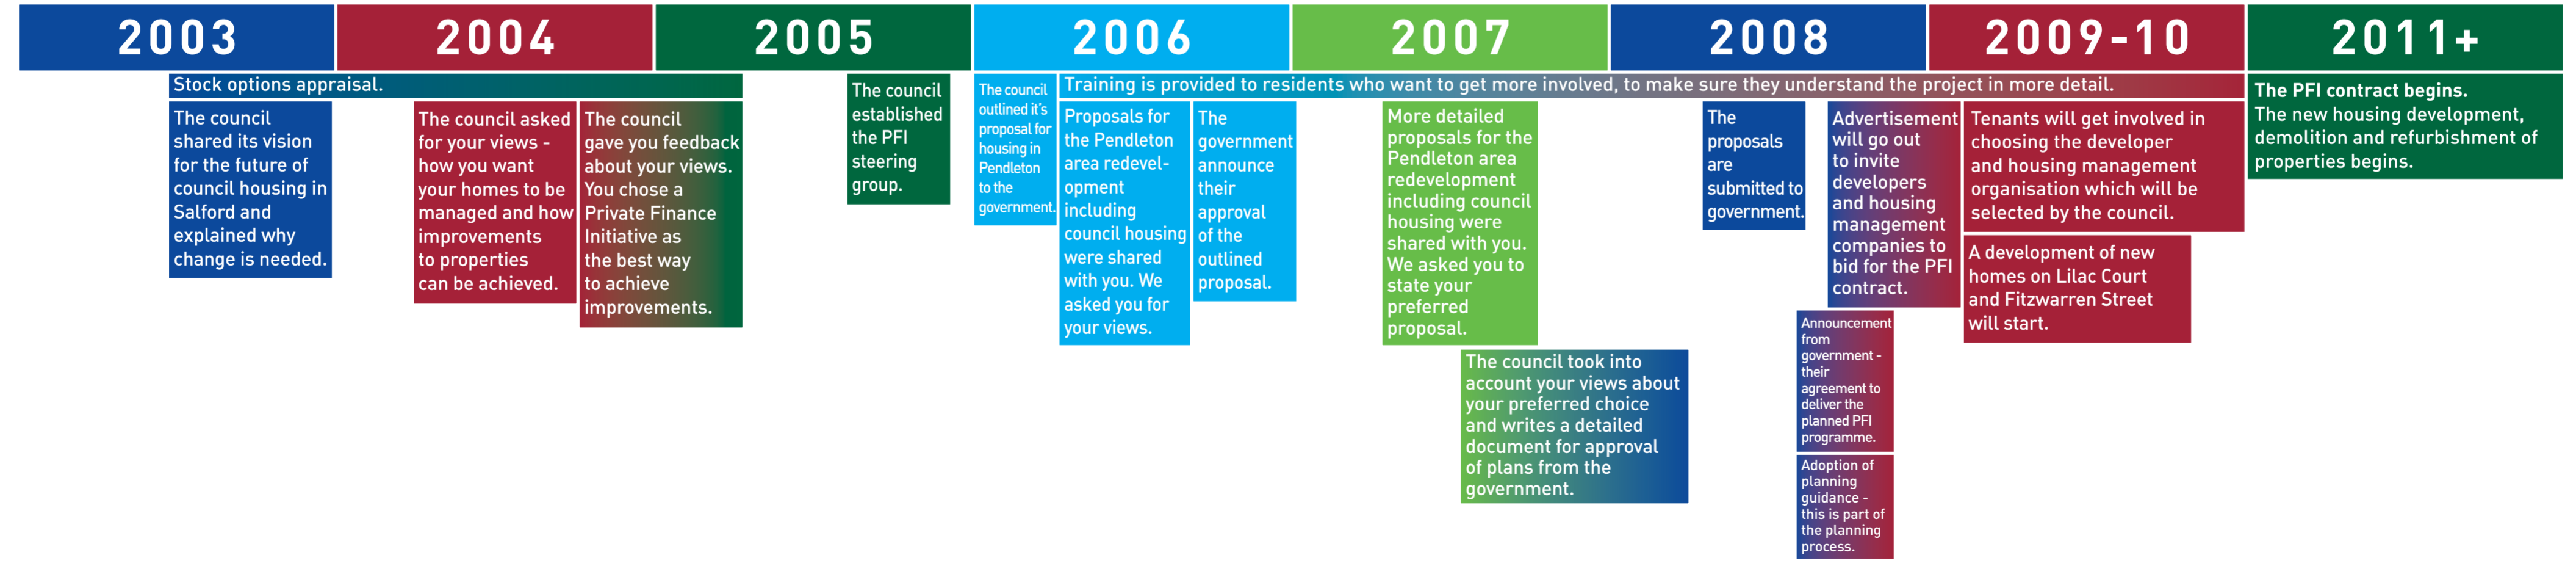 2003
2004
2005
2006
2007
2008
2009-10
2011+
Stock options appraisal.
The council
shared its vision
for the future of
council housing in
Salford and
explained why
change is needed.
The council asked
for your views -
how you want
your homes to be
managed and how
improvements
to properties
can be achieved.
The council
gave you feedback
about your views.
You chose a
Private Finance
Initiative as
the best way
to achieve
improvements.
The council
established
the PFI
steering
group.
The council
outlined it's
proposal for
housing in
Pendleton
to the
government.
Training is provided to residents who want to get more involved, to make sure they understand the project in more detail.
Proposals for
the Pendleton
area redevel-
opment
including
council housing
were shared
with you. We
asked you for
your views.
The
government
announce
their
approval
of the
outlined
proposal.
More detailed
proposals for the
Pendleton area
redevelopment
including council
housing were
shared with you.
We asked you to
state your
preferred
proposal.
The council took into
account your views about
your preferred choice
and writes a detailed
document for approval
of plans from the
government.
The
proposals
are
submitted to
government.
Advertisement
will go out
to invite
developers
and housing
management
companies to
bid for the PFI
contract.
Announcement
from
government -
their
agreement to
deliver the
planned PFI
programme.
Adoption of
planning
guidance -
this is part of
the planning
process.
Tenants will get involved in
choosing the developer
and housing management
organisation which will be
selected by the council.
A development of new
homes on Lilac Court
and Fitzwarren Street
will start.
The PFI contract begins.
The new housing development,
demolition and refurbishment of
properties begins.